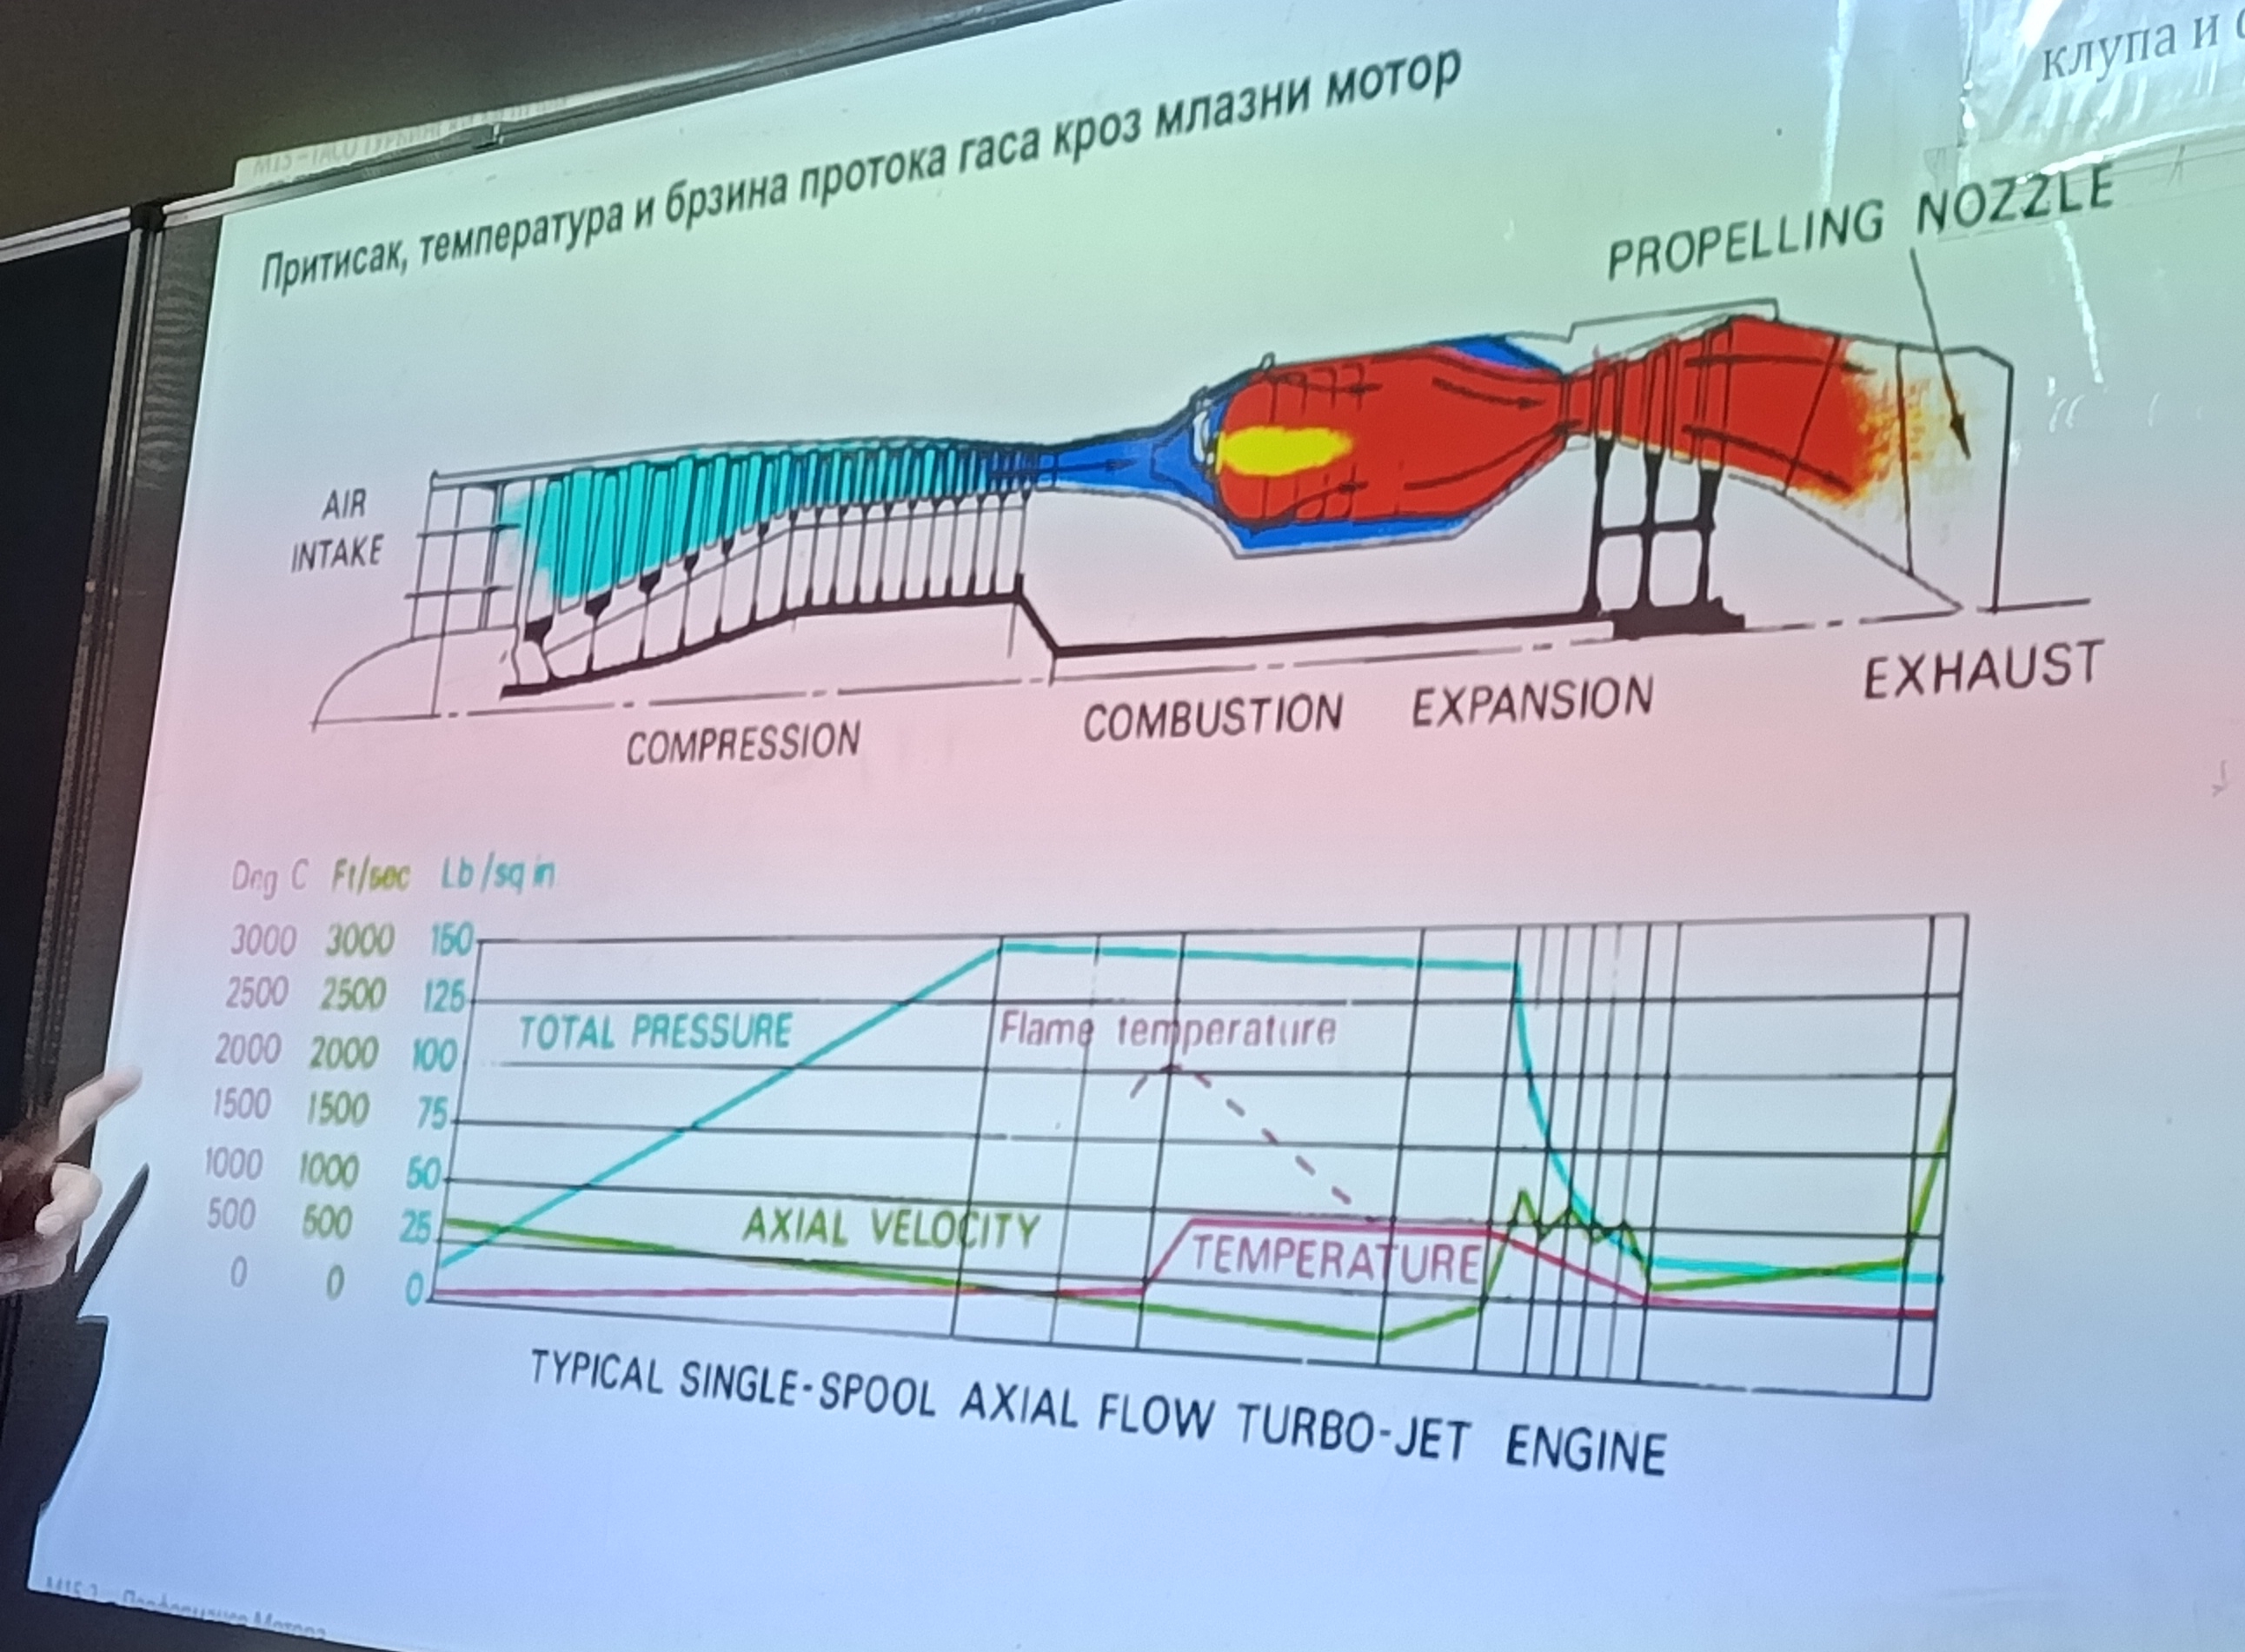 клупа и
Притисак, температура и брзина протока гаса кроз млазни мотор
PROPELLING NOZZLE
AIR
INTAKE
COMPRESSION
COMBUSTION
EXPANSION
EXHAUST
Deg C Ft/sec Lb/sq in
3000 3000 150
2500 2500 125
2000 2000 100
1500 1500 75
1000 1000 50
500 500 25
0 0 0
TOTAL PRESSURE
Flame temperature
AXIAL VELOCITY
TEMPERATURE
TYPICAL SINGLE-SPOOL AXIAL FLOW TURBO-JET ENGINE